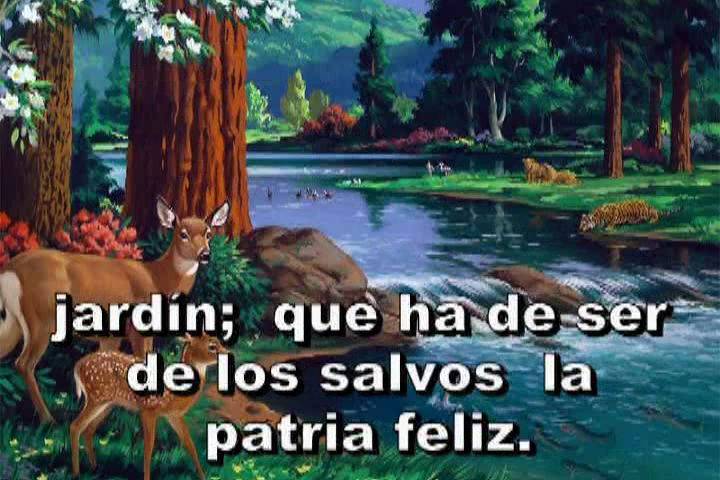 jardín;  que ha de ser
de los salvos  la
patria feliz.